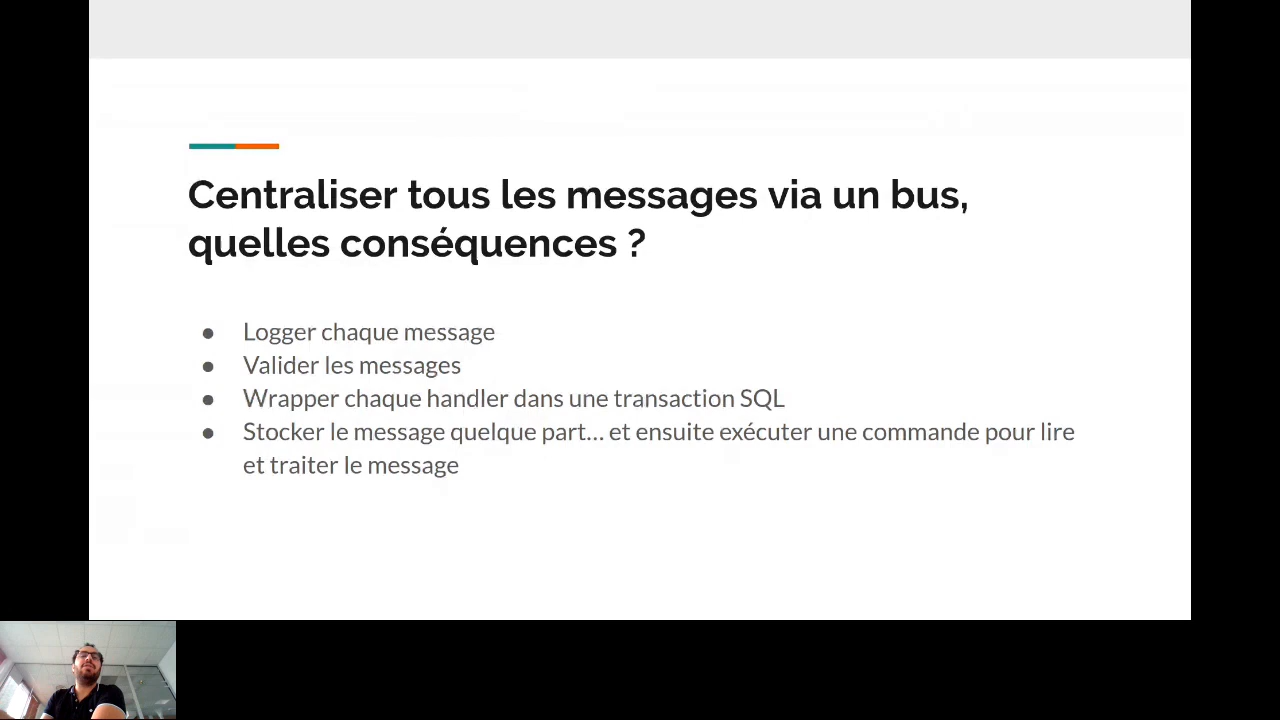 Centraliser tous les messages via un bus,
quelles conséquences ?
● Logger chaque message
● Valider les messages
● Wrapper chaque handler dans une transaction SQL
● Stocker le message quelque part… et ensuite exécuter une commande pour lire
et traiter le message